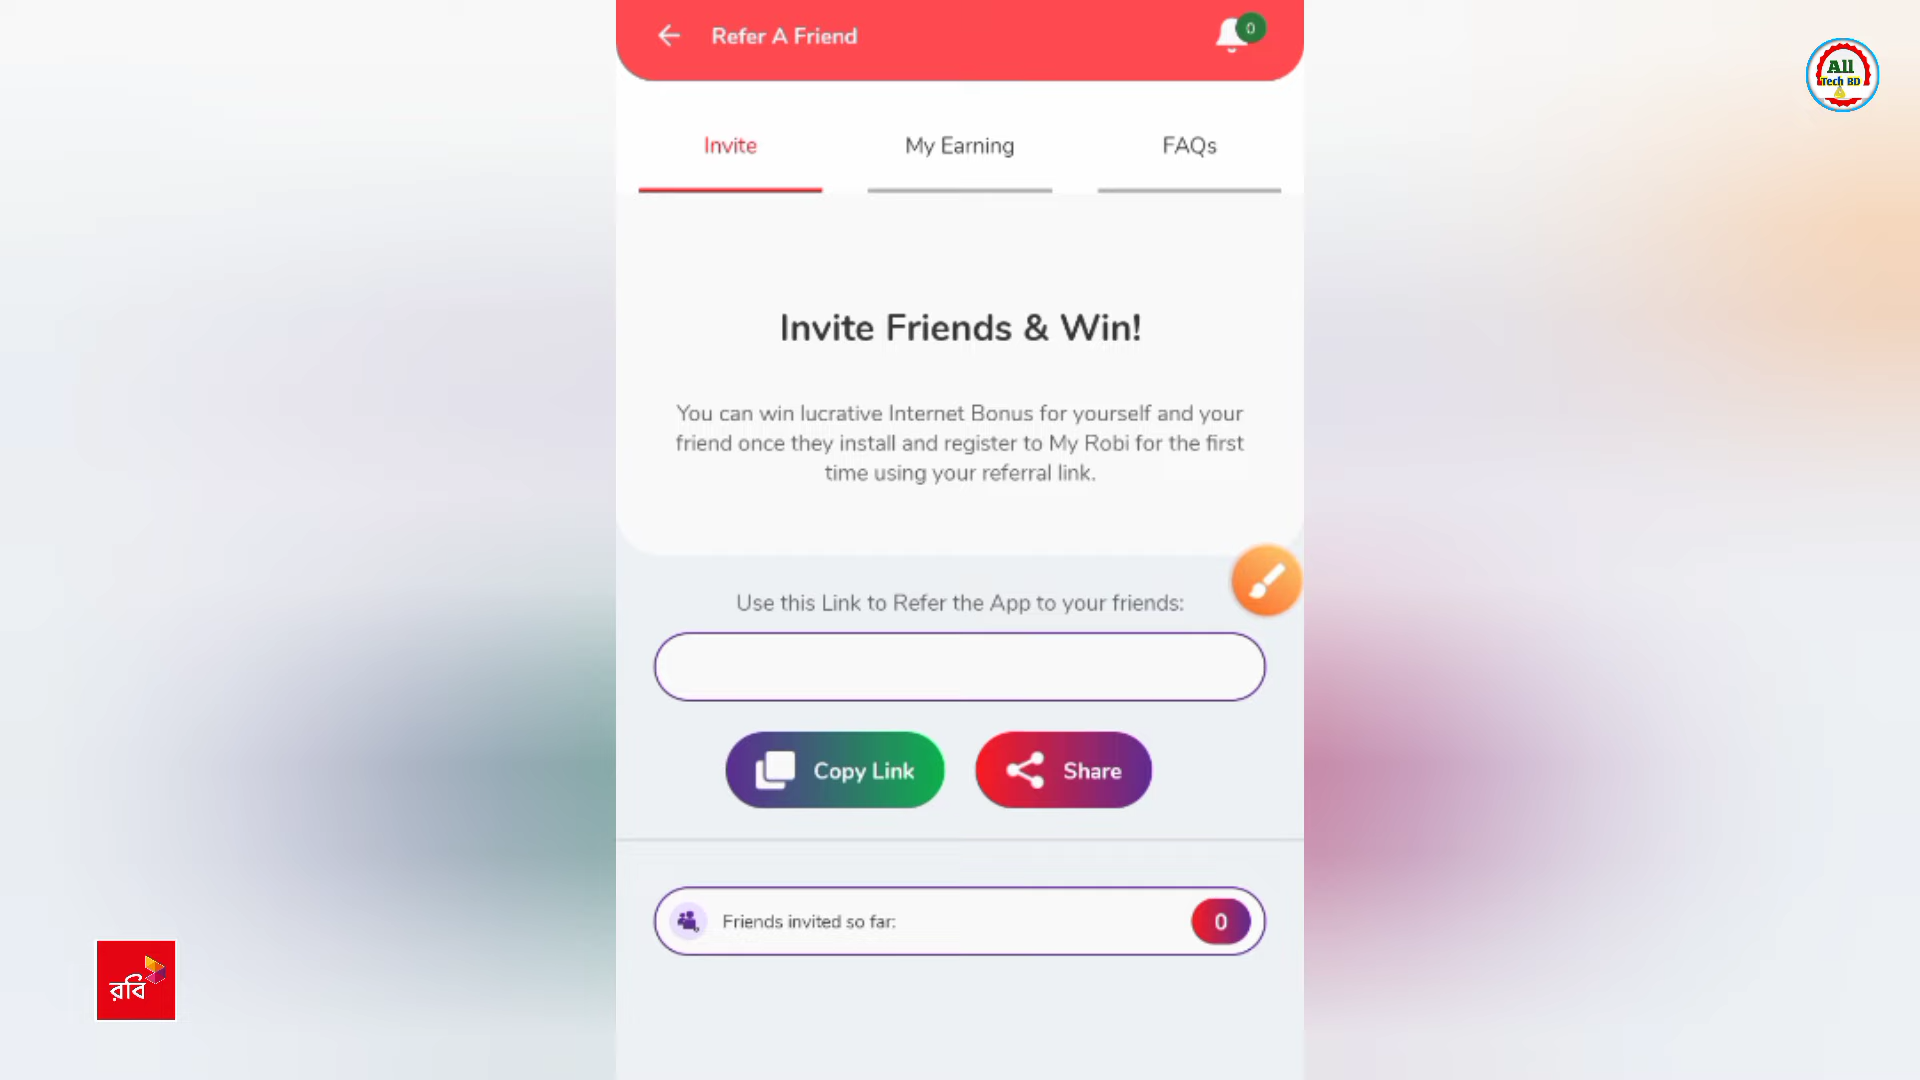 Refer A Friend
0
All
Tech BD
Invite
My Earning
FAQs
Invite Friends & Win!
You can win lucrative Internet Bonus for yourself and your
friend once they install and register to My Robi for the first
time using your referral link.
Use this Link to Refer the App to your friends:
Copy Link
Share
Friends invited so far:
0
রবি